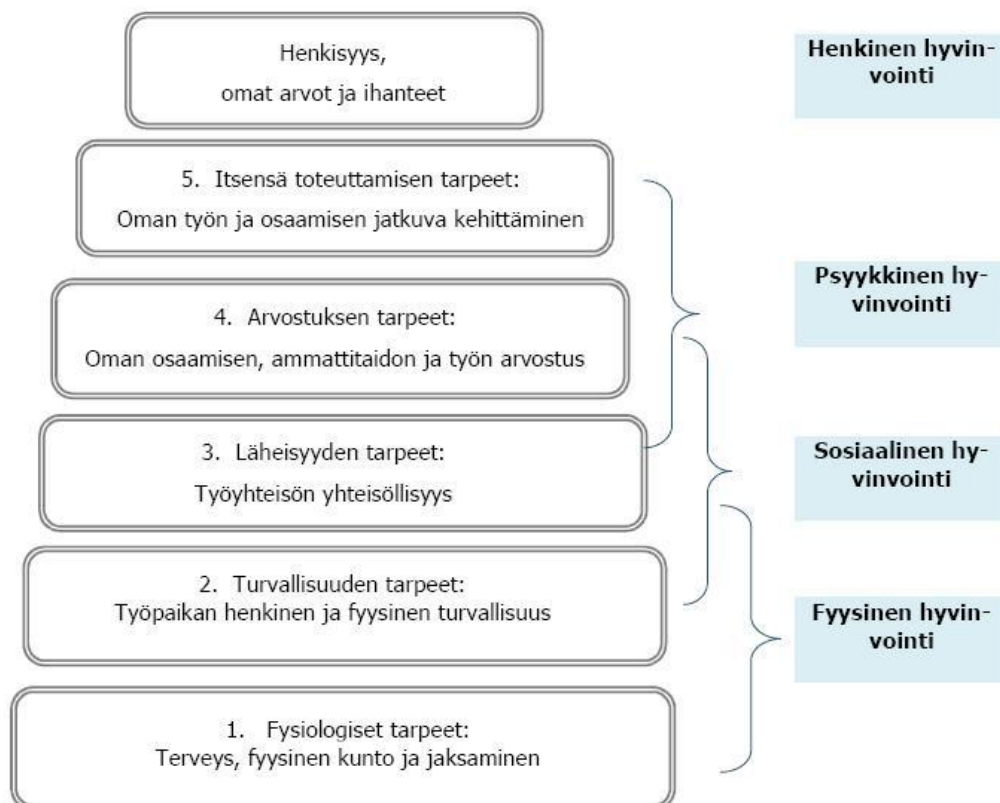 Henkisyys,
omat arvot ja ihanteet
Henkinen hyvin-
vointi
5. Itsensä toteuttamisen tarpeet:
Oman työn ja osaamisen jatkuva kehittäminen
Psyykkinen hy-
vinvointi
4. Arvostuksen tarpeet:
Oman osaamisen, ammattitaidon ja työn arvostus
3. Läheisyyden tarpeet:
Työyhteisön yhteisöllisyys
Sosiaalinen hy-
vinvointi
2. Turvallisuuden tarpeet:
Työpaikan henkinen ja fyysinen turvallisuus
Fyysinen hyvin-
vointi
1. Fysiologiset tarpeet:
Terveys, fyysinen kunto ja jaksaminen